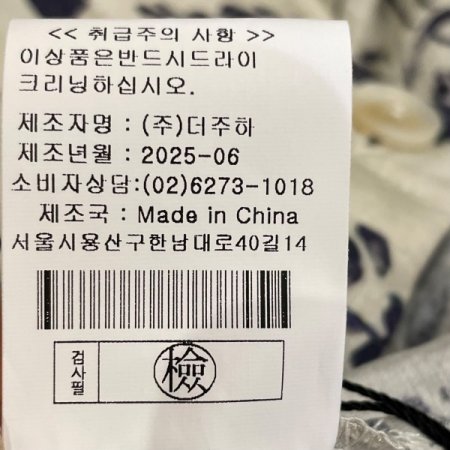 << 취급주의 사항 >>
이상품은반드시드라이
크리닝하십시오.
제조자명 : (주)더주하
제조년월 : 2025-06
소비자상담:(02)6273-1018
제조국 : Made in China
서울시용산구한남대로40길14
검사필
檢